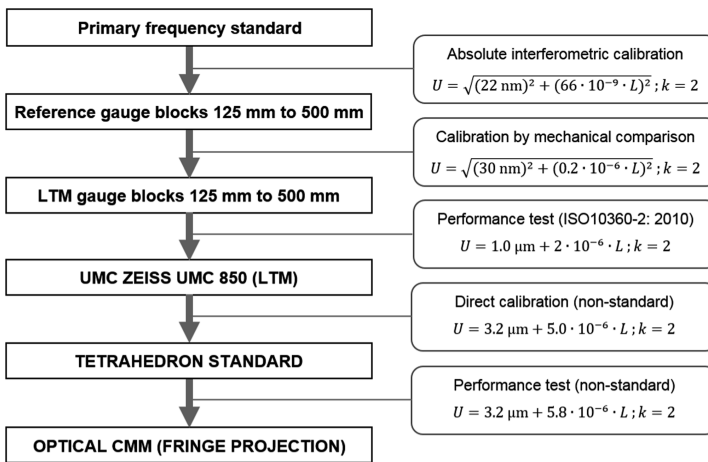 Primary frequency standard
Absolute interferometric calibration
U = √((22 nm)² + (66 · 10⁻⁹ · L)²) ; k = 2
Reference gauge blocks 125 mm to 500 mm
Calibration by mechanical comparison
U = √((30 nm)² + (0.2 · 10⁻⁶ · L)²) ; k = 2
LTM gauge blocks 125 mm to 500 mm
Performance test (ISO10360-2: 2010)
U = 1.0 μm + 2 · 10⁻⁶ · L ; k = 2
UMC ZEISS UMC 850 (LTM)
Direct calibration (non-standard)
U = 3.2 μm + 5.0 · 10⁻⁶ · L ; k = 2
TETRAHEDRON STANDARD
Performance test (non-standard)
U = 3.2 μm + 5.8 · 10⁻⁶ · L ; k = 2
OPTICAL CMM (FRINGE PROJECTION)